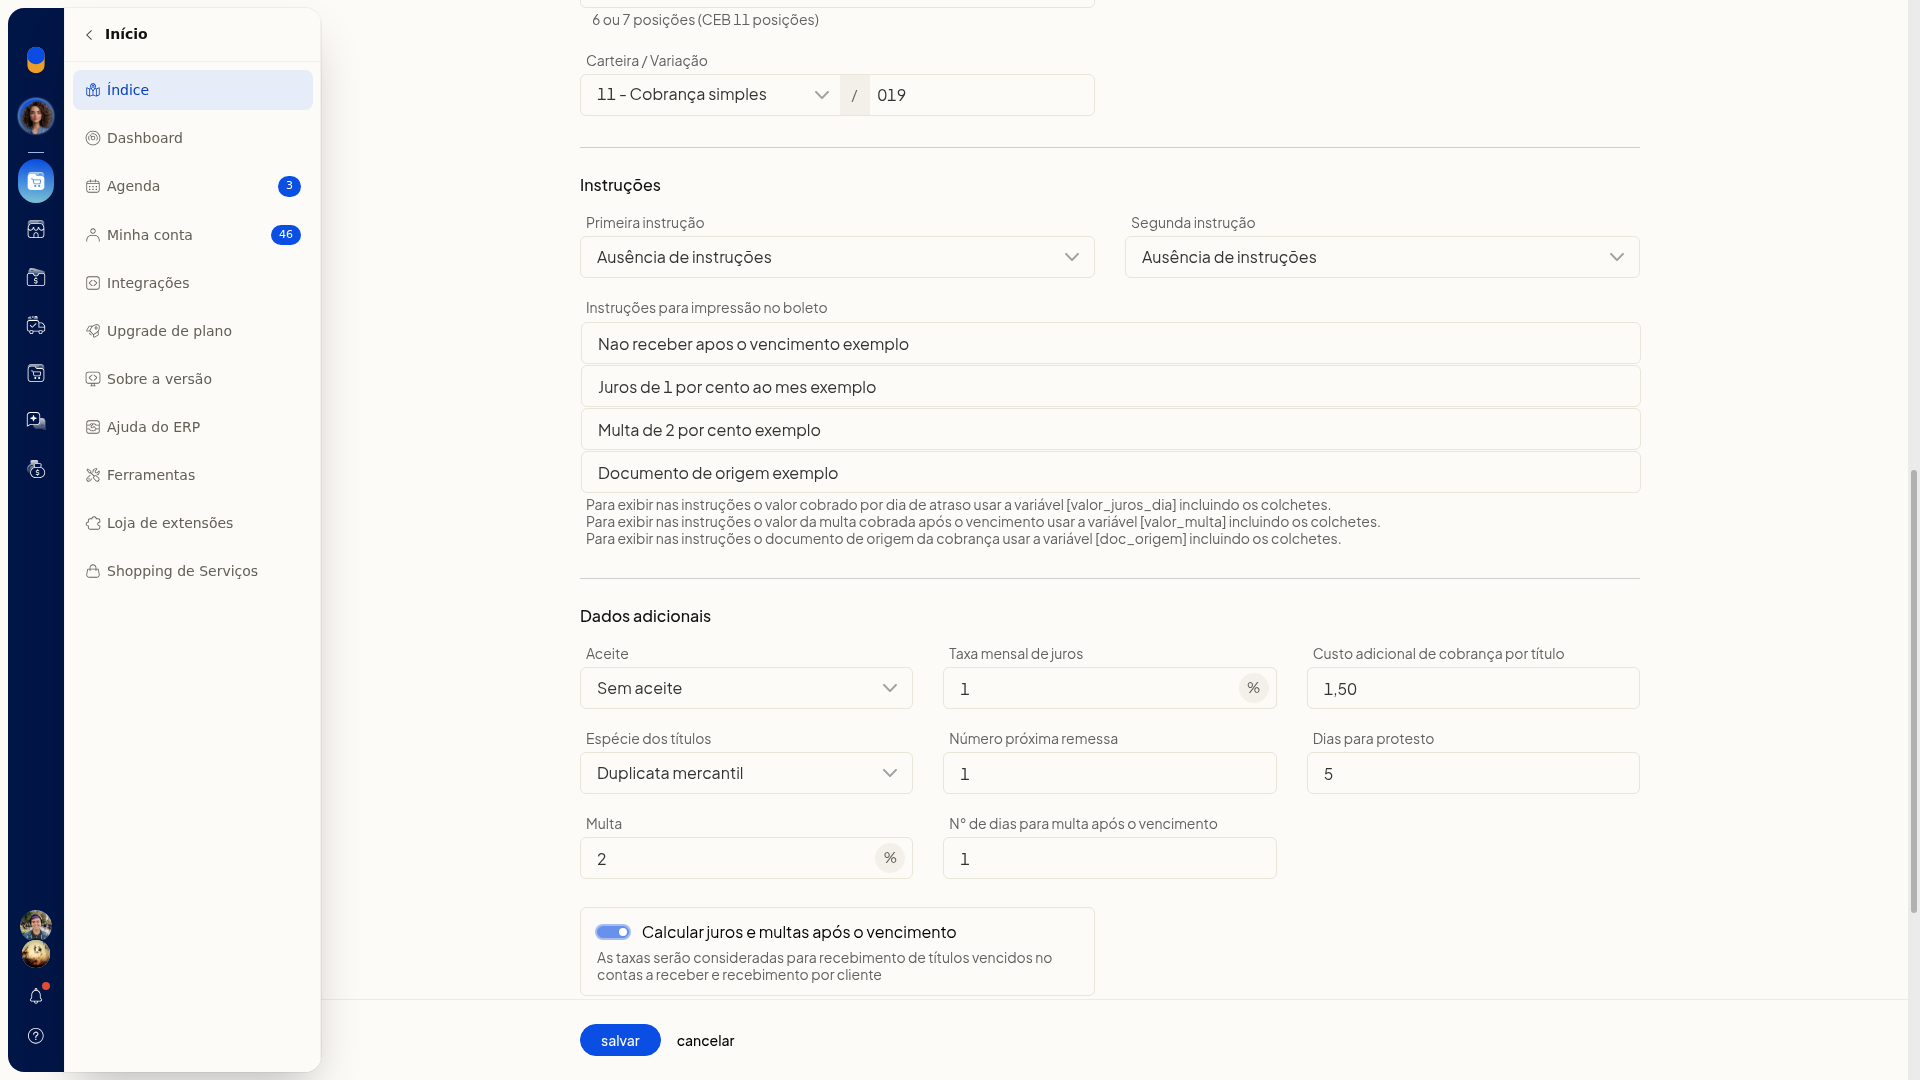 Início
Índice
Dashboard
Agenda
3
Minha conta
46
Integrações
Upgrade de plano
Sobre a versão
Ajuda do ERP
Ferramentas
Loja de extensões
Shopping de Serviços
6 ou 7 posições (CEB 11 posições)
Carteira / Variação
11 - Cobrança simples / 019
Instruções
Primeira instrução
Ausência de instruções
Segunda instrução
Ausência de instruções
Instruções para impressão no boleto
Nao receber apos o vencimento exemplo
Juros de 1 por cento ao mes exemplo
Multa de 2 por cento exemplo
Documento de origem exemplo
Para exibir nas instruções o valor cobrado por dia de atraso usar a variável [valor_juros_dia] incluindo os colchetes.
Para exibir nas instruções o valor da multa cobrada após o vencimento usar a variável [valor_multa] incluindo os colchetes.
Para exibir nas instruções o documento de origem da cobrança usar a variável [doc_origem] incluindo os colchetes.
Dados adicionais
Aceite
Sem aceite
Taxa mensal de juros
1 %
Custo adicional de cobrança por título
1,50
Espécie dos títulos
Duplicata mercantil
Número próxima remessa
1
Dias para protesto
5
Multa
2 %
N° de dias para multa após o vencimento
1
Calcular juros e multas após o vencimento
As taxas serão consideradas para recebimento de títulos vencidos no
contas a receber e recebimento por cliente
salvar
cancelar